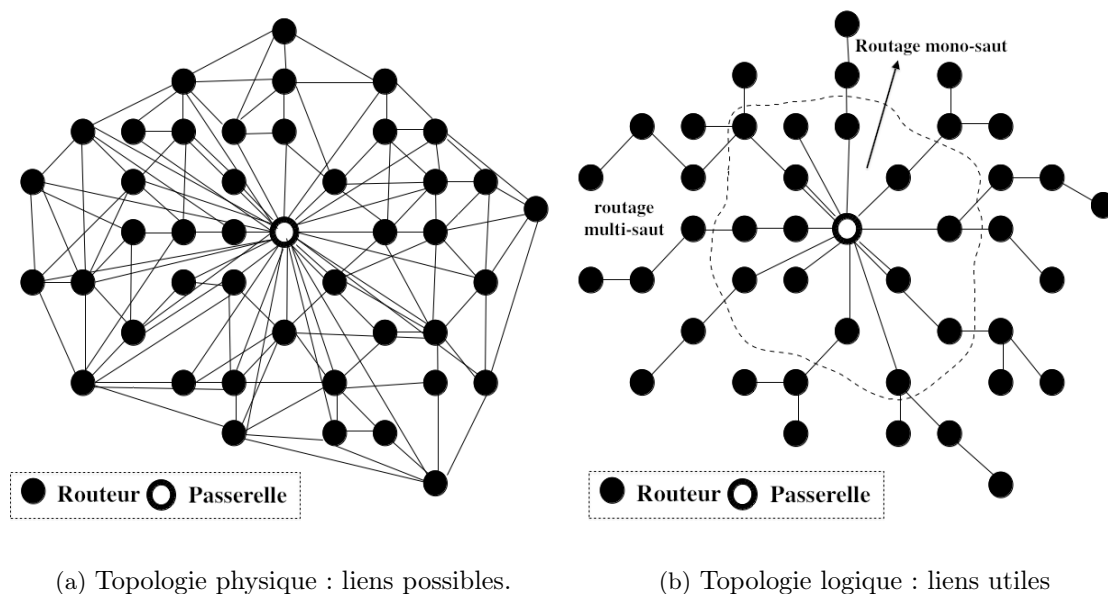 Routage mono-saut
routage
multi-saut
Routeur Passerelle
Routeur Passerelle
(a) Topologie physique : liens possibles.
(b) Topologie logique : liens utiles